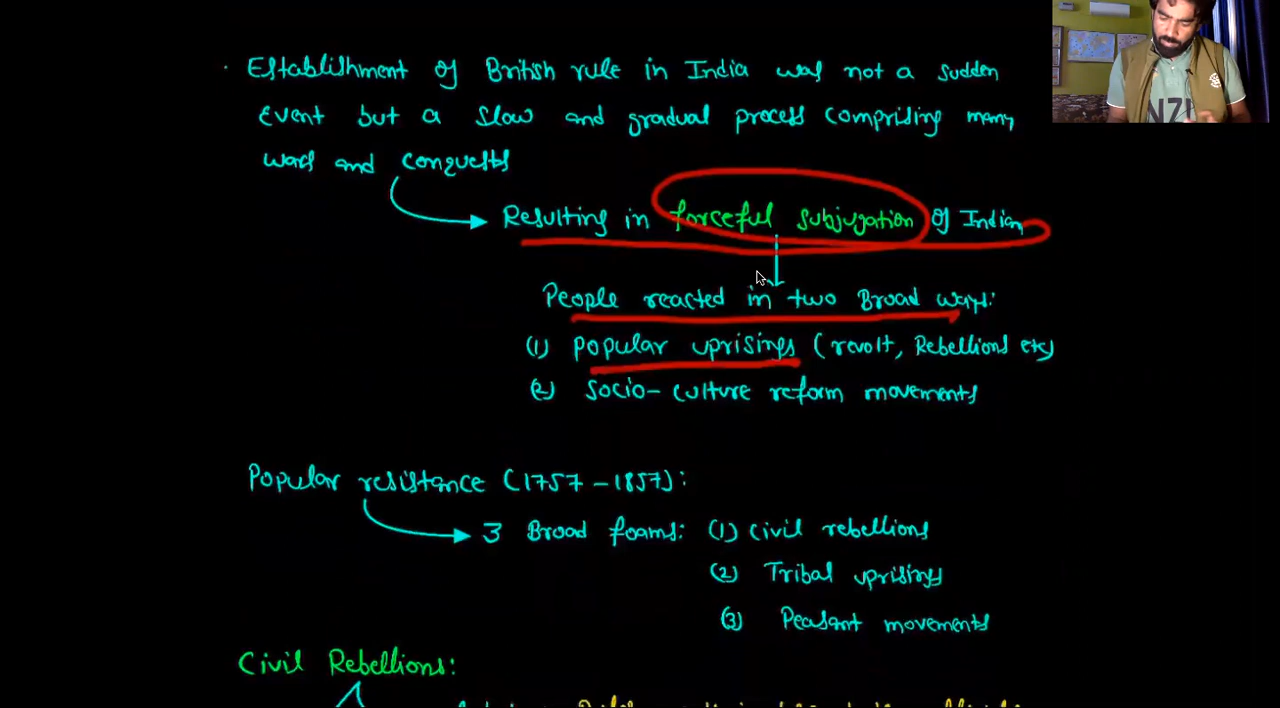 · Establishment of British rule in India was not a sudden
event but a slow and gradual process comprising many
wars and conquests
Resulting in forceful subjugation of Indian
People reacted in two Broad ways:
(1) Popular uprisings (revolt, Rebellions etc)
(2) Socio-culture reform movements
Popular resistance (1757-1857):
3 Broad foams: (1) Civil rebellions
(2) Tribal uprisings
(3) Peasant movements
Civil Rebellions:
NZ